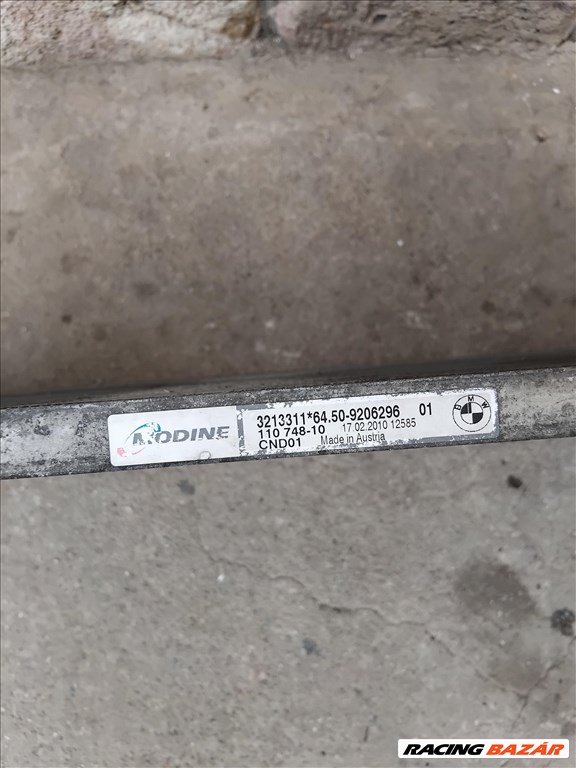 MODINE
3213311*64.50-9206296 01
110 748-10 17.02.2010 12585
CND01 Made in Austria
BMW
RACING BAZÁR